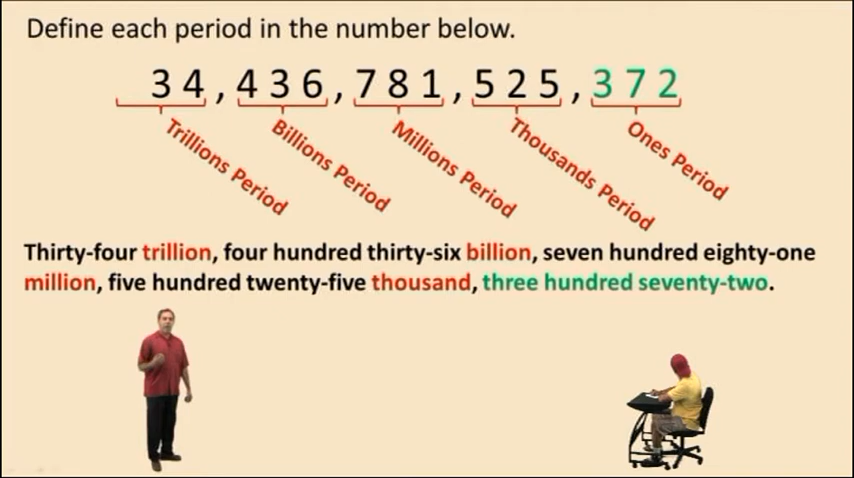 Define each period in the number below.
34,436,781,525,372
Trillions Period
Billions Period
Millions Period
Thousands Period
Ones Period
Thirty-four trillion, four hundred thirty-six billion, seven hundred eighty-one
million, five hundred twenty-five thousand, three hundred seventy-two.